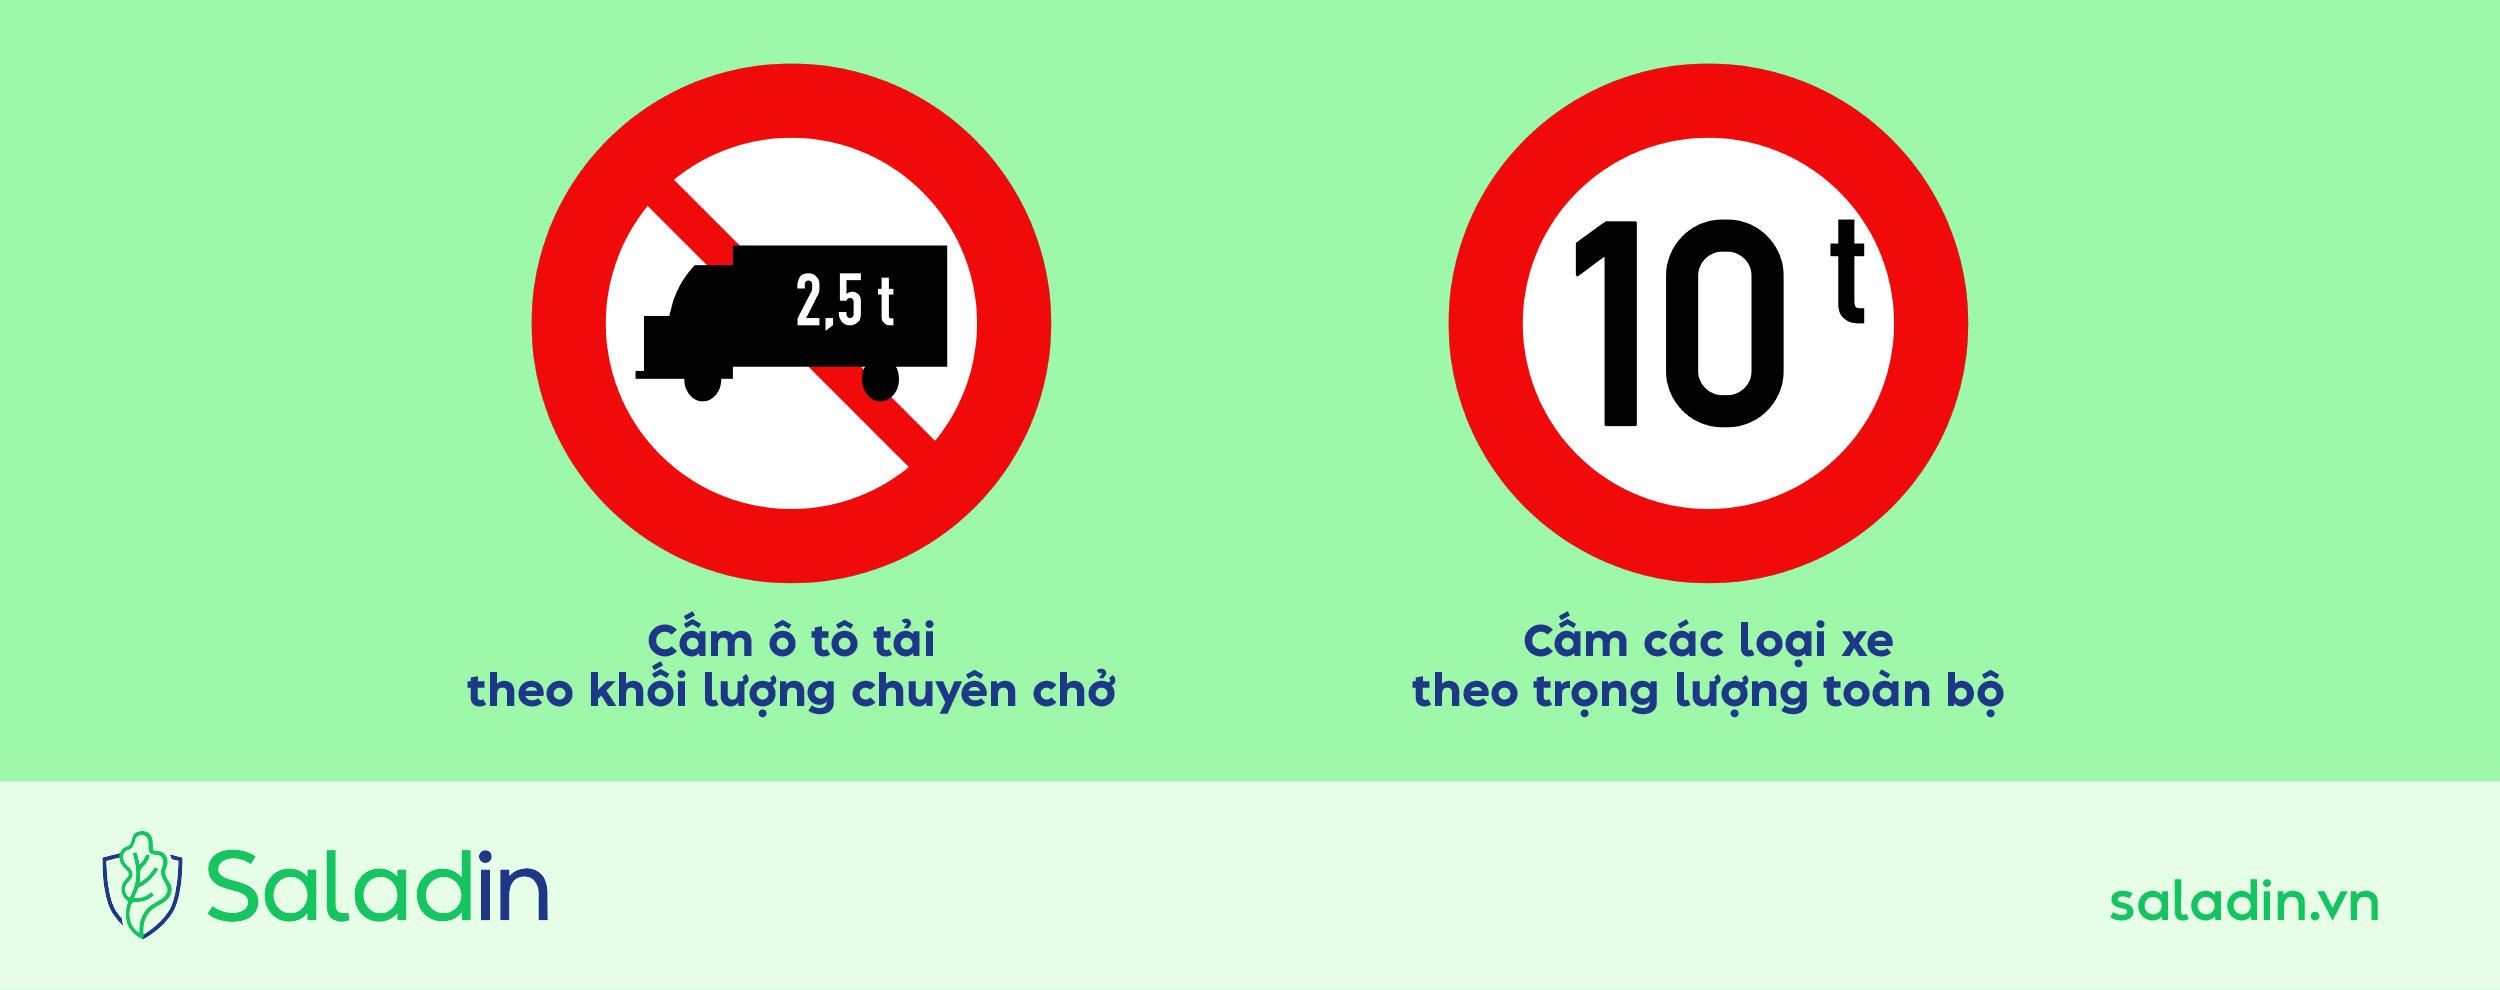 2,5 t
10 t
Cấm ô tô tải
theo khối lượng chuyên chở
Cấm các loại xe
theo trọng lượng toàn bộ
Saladin
saladin.vn